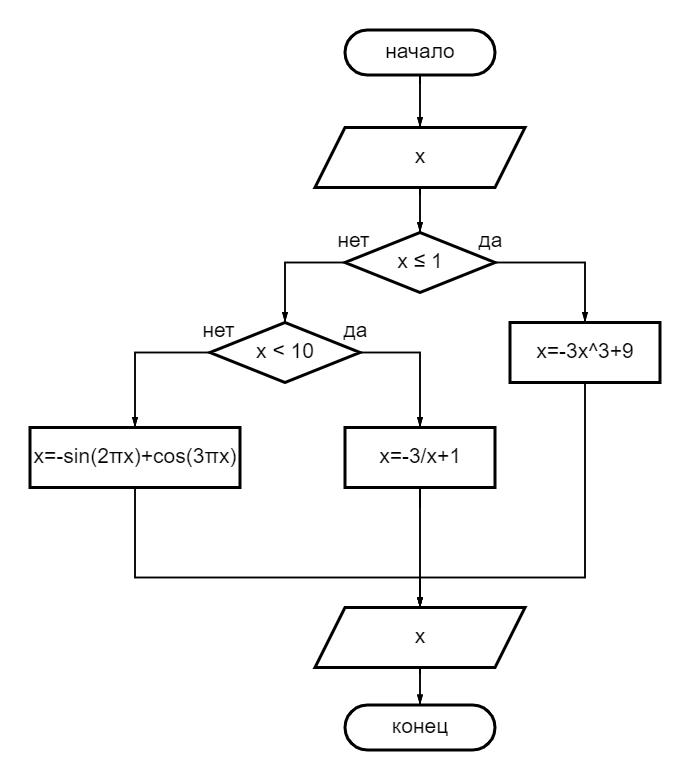 начало
x
нет
да
x ≤ 1
нет
да
x < 10
x=-3x^3+9
x=-sin(2πx)+cos(3πx)
x=-3/x+1
x
конец